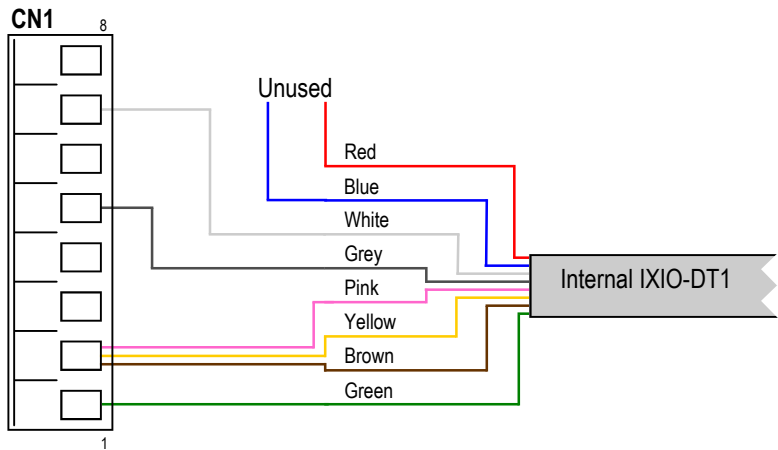 CN1
8
Unused
Red
Blue
White
Grey
Pink
Yellow
Brown
Green
Internal IXIO-DT1
1